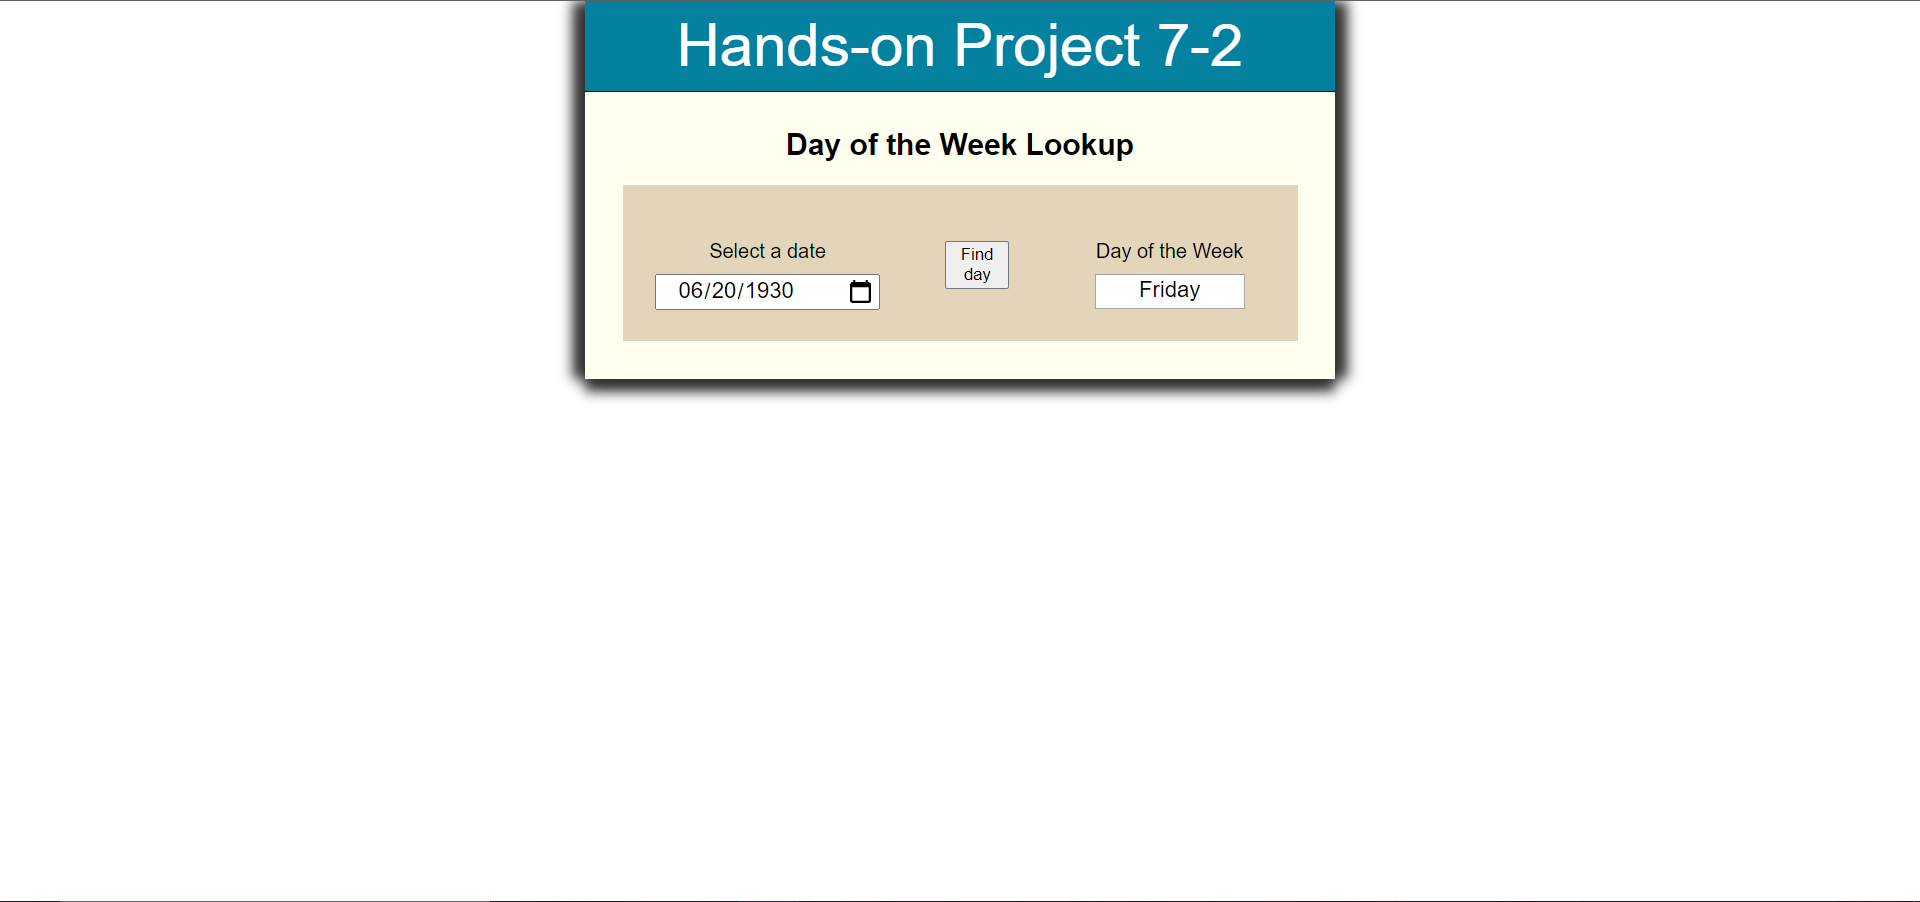 Hands-on Project 7-2
Day of the Week Lookup
Select a date
06/20/1930
Find
day
Day of the Week
Friday